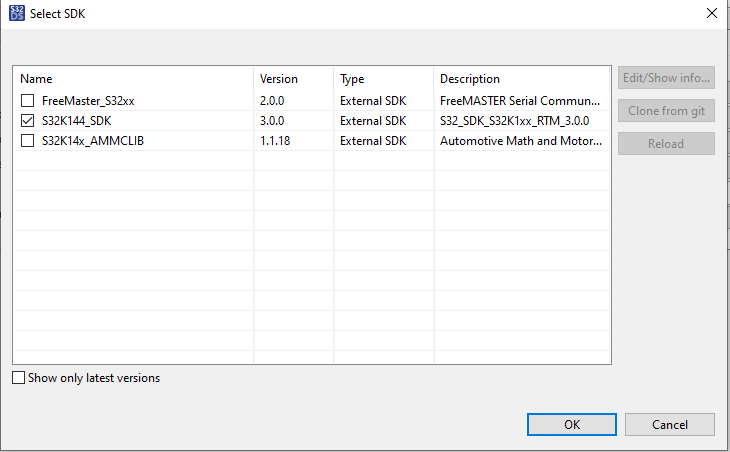 S32
DS
Select SDK
Name Version Type Description
FreeMaster_S32xx 2.0.0 External SDK FreeMASTER Serial Commun...
S32K144_SDK 3.0.0 External SDK S32_SDK_S32K1xx_RTM_3.0.0
S32K14x_AMMCLIB 1.1.18 External SDK Automotive Math and Motor...
Edit/Show info...
Clone from git
Reload
Show only latest versions
OK Cancel